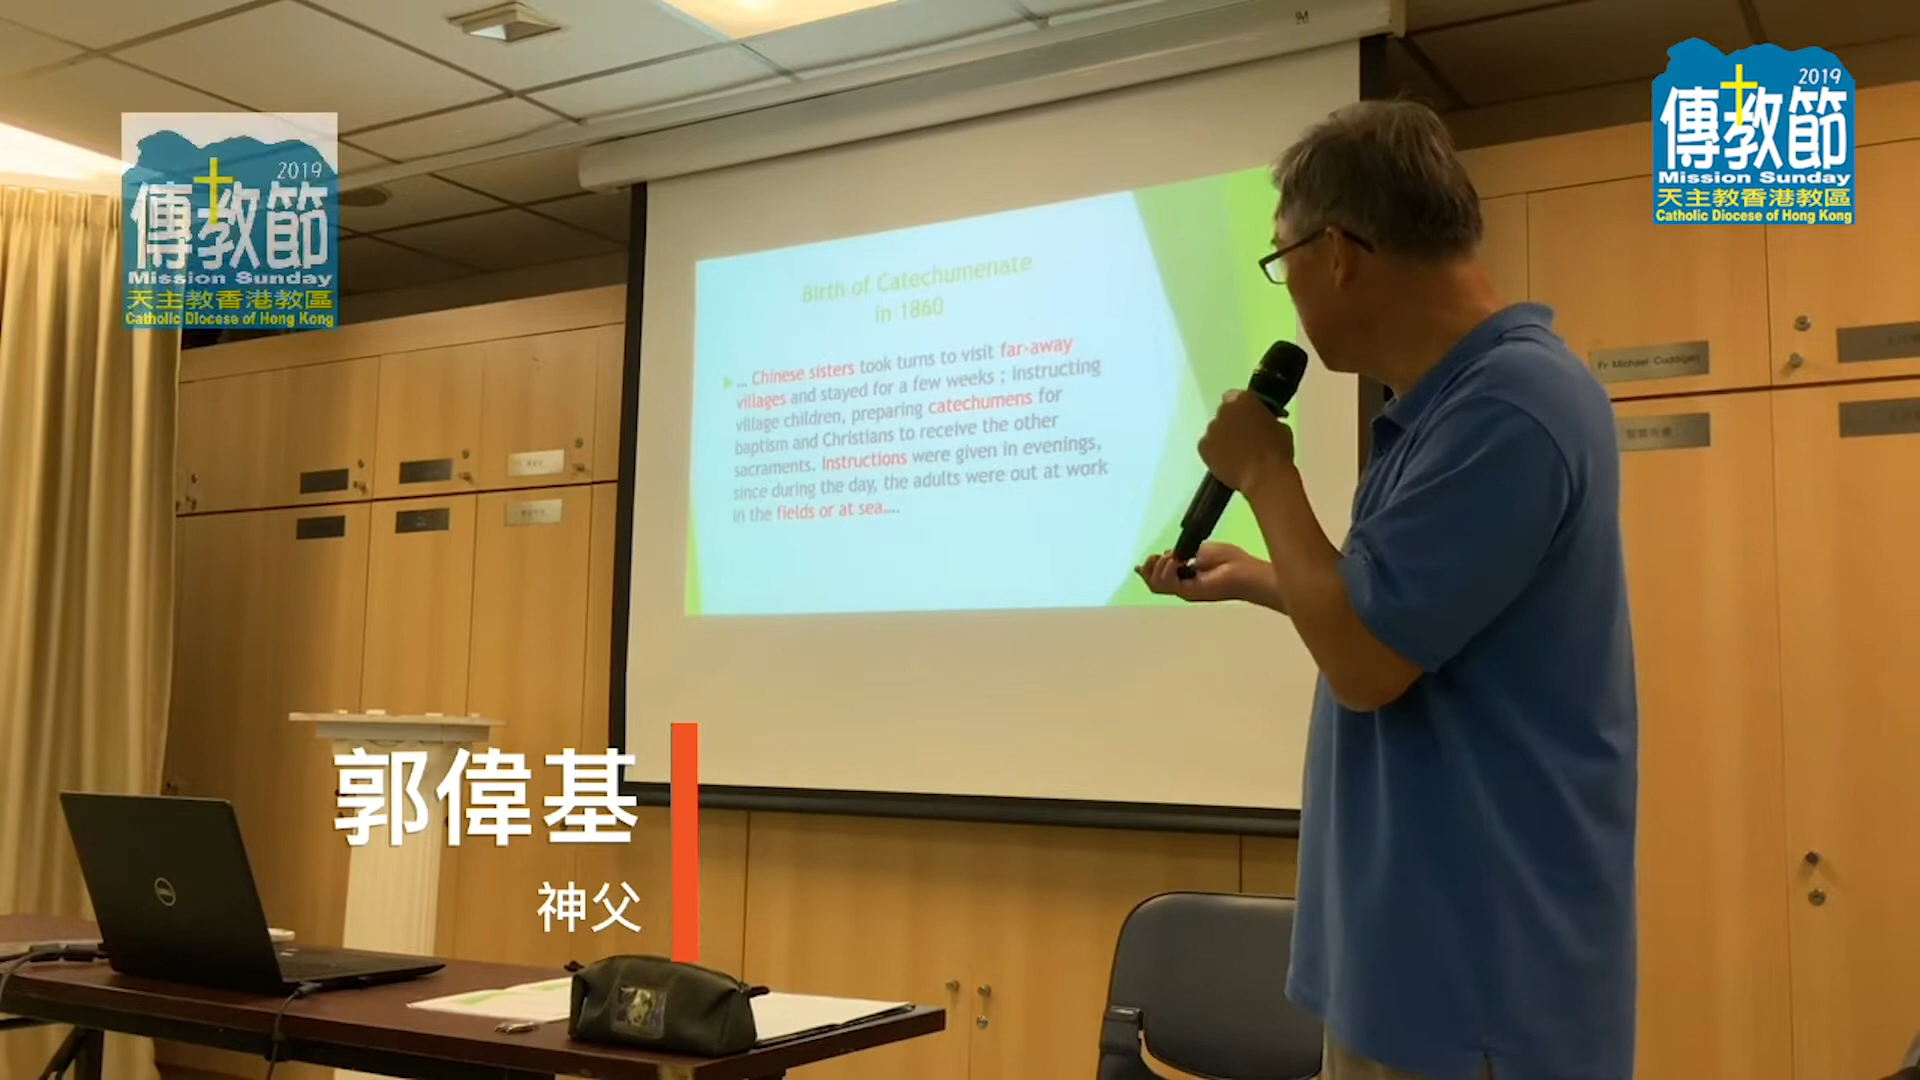 2019
傳教節
Mission Sunday
天主教香港教區
Catholic Diocese of Hong Kong
2019
傳教節
Mission Sunday
天主教香港教區
Catholic Diocese of Hong Kong
Birth of Catechumenate
in 1860
... Chinese sisters took turns to visit far-away
villages and stayed for a few weeks ; instructing
village children, preparing catechumens for
baptism and Christians to receive the other
sacraments. Instructions were given in evenings,
since during the day, the adults were out at work
in the fields or at sea....
Fr Michael Cuddigan
郭偉基
神父
DELL